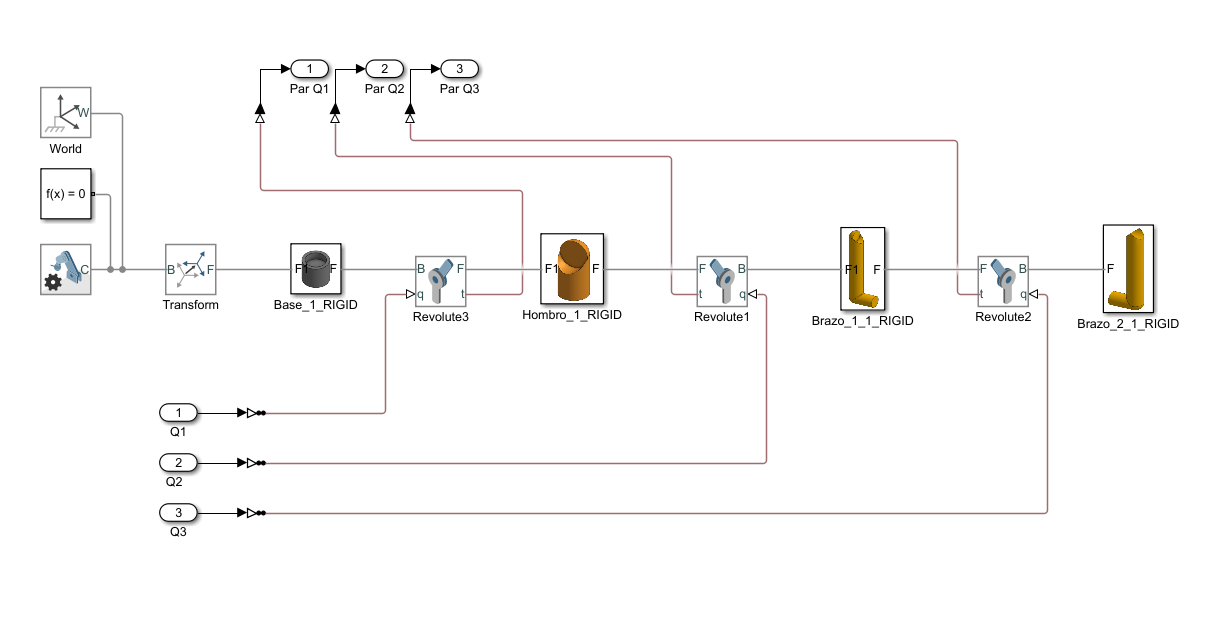 1
2
3
Par Q1
Par Q2
Par Q3
W
World
f(x) = 0
C
B
F
Transform
F1
F
Base_1_RIGID
B
F
q
t
Revolute3
F1
F
Hombro_1_RIGID
F
B
t
q
Revolute1
F1
F
Brazo_1_1_RIGID
F
B
t
q
Revolute2
F
Brazo_2_1_RIGID
1
Q1
2
Q2
3
Q3